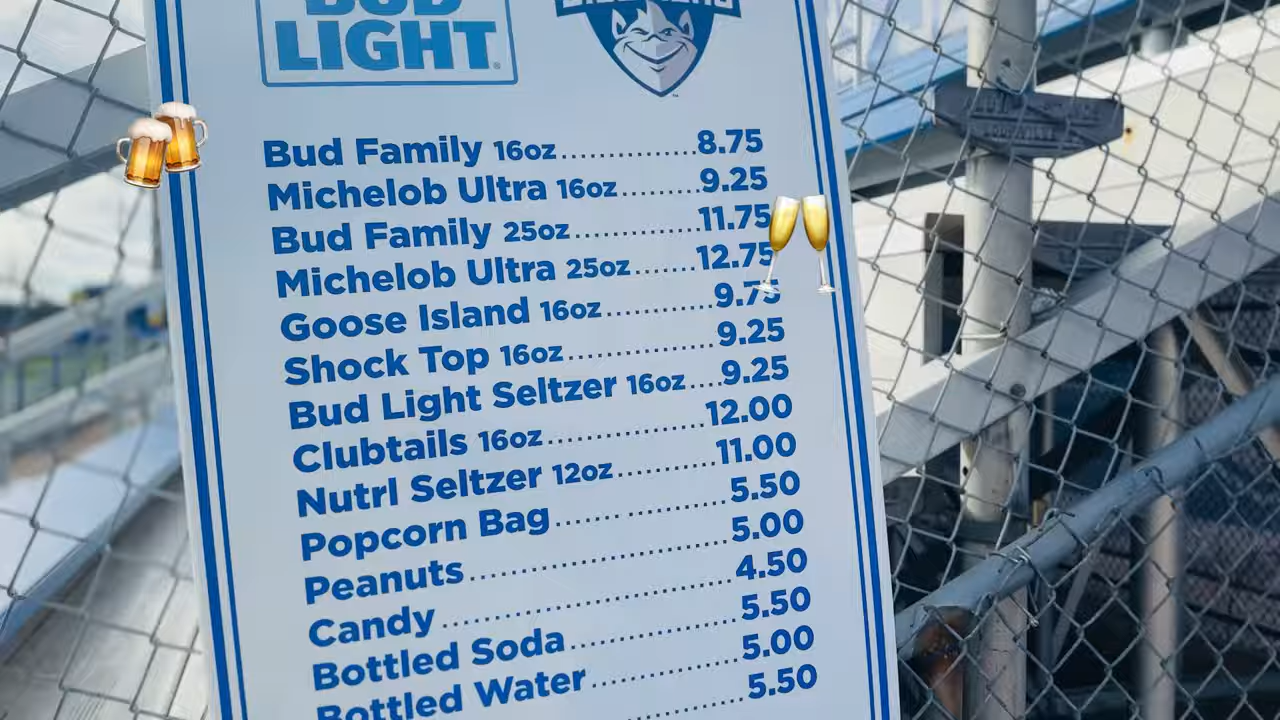 BUD
LIGHT
Bud Family 16oz.............8.75
Michelob Ultra 16oz........9.25
Bud Family 25oz.............11.75
Michelob Ultra 25oz.......12.75
Goose Island 16oz...........9.75
Shock Top 16oz................9.25
Bud Light Seltzer 16oz....9.25
Clubtails 16oz.................12.00
Nutrl Seltzer 12oz............11.00
Popcorn Bag....................5.50
Peanuts..............................5.00
Candy..................................4.50
Bottled Soda....................5.50
Bottled Water..................5.00
5.50